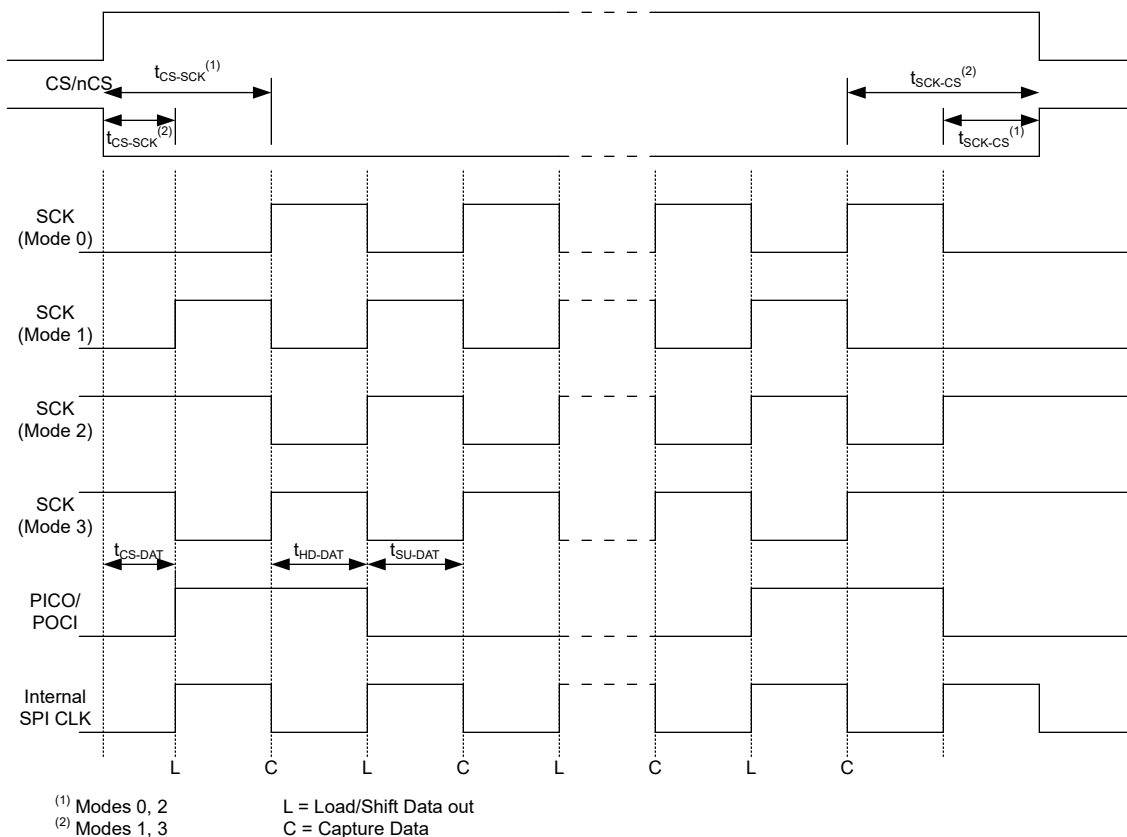 CS/nCS
tCS-SCK(1)
tSCK-CS(2)
tCS-SCK(2)
tSCK-CS(1)
SCK
(Mode 0)
SCK
(Mode 1)
SCK
(Mode 2)
SCK
(Mode 3)
tCS-DAT
tHD-DAT
tSU-DAT
PICO/
POCI
Internal
SPI CLK
L C L C L C L C
(1) Modes 0, 2 L = Load/Shift Data out
(2) Modes 1, 3 C = Capture Data